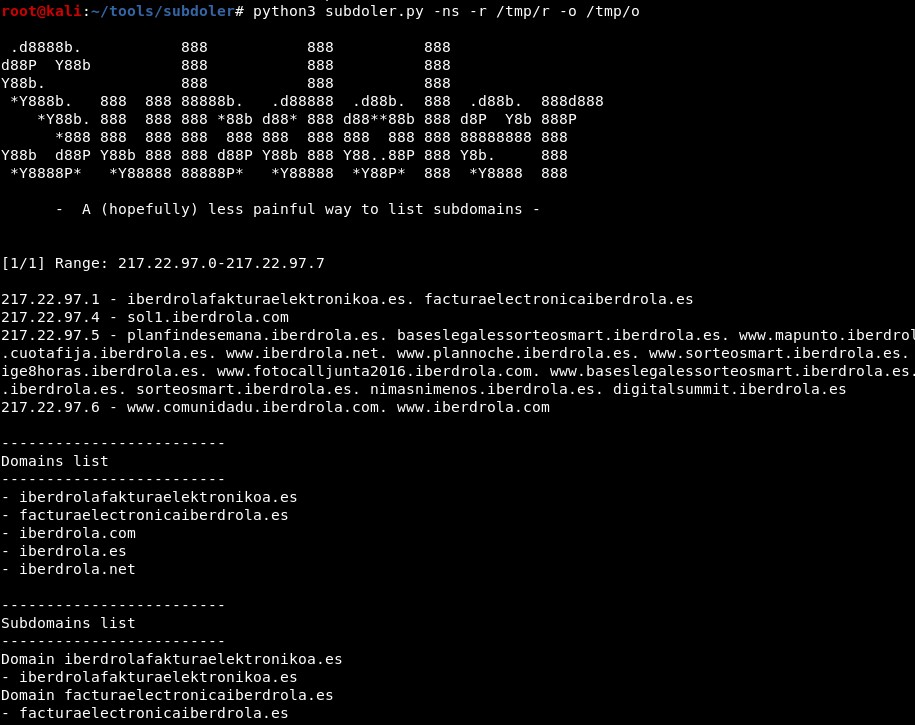 root@kali:~/tools/subdoler# python3 subdoler.py -ns -r /tmp/r -o /tmp/o
 .d8888b.           888           888          888
d88P  Y88b          888           888          888
Y88b.               888           888          888
 *Y888b.   888  888 88888b.   .d88888  .d88b.  888  .d88b.  888d888
    *Y88b. 888  888 888 *88b d88* 888 d88**88b 888 d8P  Y8b 888P
      *888 888  888 888  888 888  888 888  888 888 88888888 888
Y88b  d88P Y88b 888 888 d88P Y88b 888 Y88..88P 888 Y8b.     888
 *Y8888P*   *Y88888 88888P*   *Y88888  *Y88P*  888  *Y8888  888
      -  A (hopefully) less painful way to list subdomains -
[1/1] Range: 217.22.97.0-217.22.97.7
217.22.97.1 - iberdrolafakturaelektronikoa.es. facturaelectronicaiberdrola.es
217.22.97.4 - sol1.iberdrola.com
217.22.97.5 - planfindesemana.iberdrola.es. baseslegalessorteosmart.iberdrola.es. www.mapunto.iberdrol
.cuotafija.iberdrola.es. www.iberdrola.net. www.plannoche.iberdrola.es. www.sorteosmart.iberdrola.es.
ige8horas.iberdrola.es. www.fotocalljunta2016.iberdrola.com. www.baseslegalessorteosmart.iberdrola.es.
.iberdrola.es. sorteosmart.iberdrola.es. nimasnimenos.iberdrola.es. digitalsummit.iberdrola.es
217.22.97.6 - www.comunidadu.iberdrola.com. www.iberdrola.com
-------------------------
Domains list
-------------------------
- iberdrolafakturaelektronikoa.es
- facturaelectronicaiberdrola.es
- iberdrola.com
- iberdrola.es
- iberdrola.net
-------------------------
Subdomains list
-------------------------
Domain iberdrolafakturaelektronikoa.es
- iberdrolafakturaelektronikoa.es
Domain facturaelectronicaiberdrola.es
- facturaelectronicaiberdrola.es